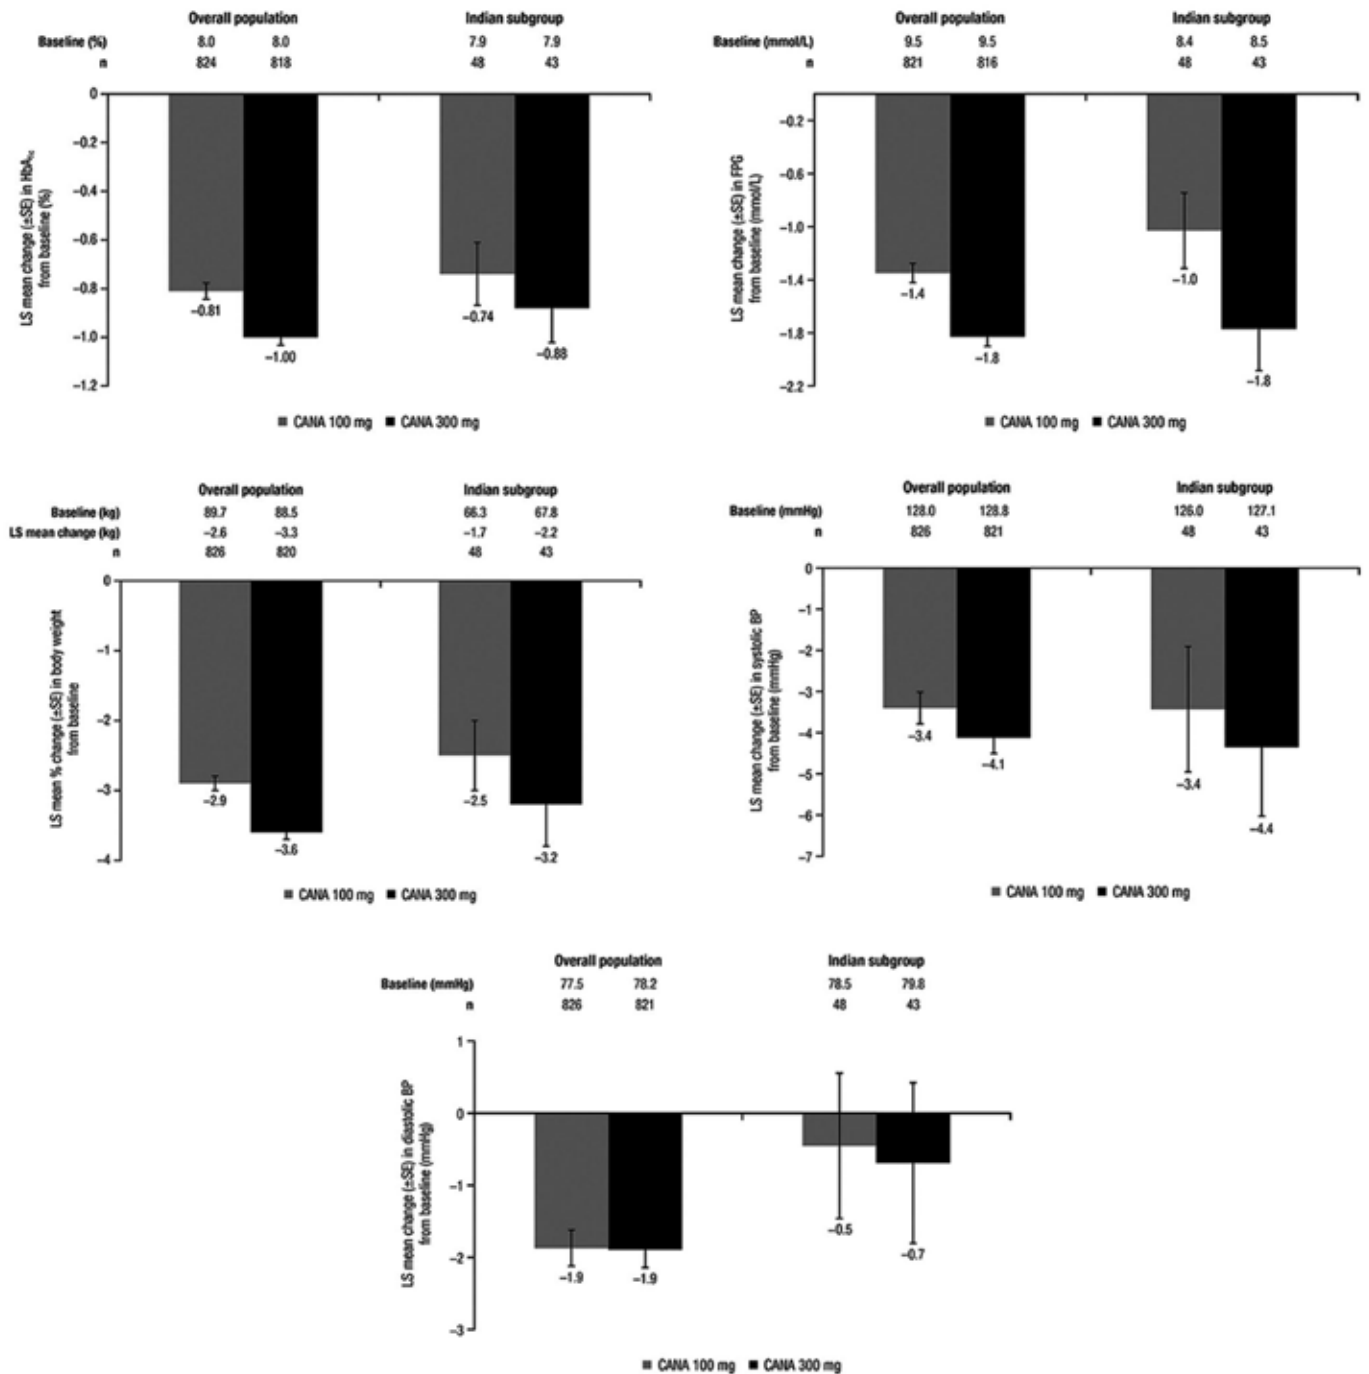 Overall population Indian subgroup
Baseline (%) 8.0 8.0 7.9 7.9
n 824 818 48 43
0
−0.2
−0.4
−0.6
−0.8
−1.0
−1.2
LS mean change (±SE) in HbA1c
from baseline (%)
−0.81
−1.00
−0.74
−0.88
CANA 100 mg CANA 300 mg
Overall population Indian subgroup
Baseline (mmol/L) 9.5 9.5 8.4 8.5
n 821 816 48 43
−0.2
−0.6
−1.0
−1.4
−1.8
−2.2
LS mean change (±SE) in FPG
from baseline (mmol/L)
−1.4
−1.8
−1.0
−1.8
CANA 100 mg CANA 300 mg
Overall population Indian subgroup
Baseline (kg) 89.7 88.5 66.3 67.8
LS mean change (kg) −2.6 −3.3 −1.7 −2.2
n 826 820 48 43
0
−1
−2
−3
−4
LS mean % change (±SE) in body weight
from baseline
−2.9
−3.6
−2.5
−3.2
CANA 100 mg CANA 300 mg
Overall population Indian subgroup
Baseline (mmHg) 128.0 128.8 126.0 127.1
n 826 821 48 43
0
−1
−2
−3
−4
−5
−6
−7
LS mean change (±SE) in systolic BP
from baseline (mmHg)
−3.4
−4.1
−3.4
−4.4
CANA 100 mg CANA 300 mg
Overall population Indian subgroup
Baseline (mmHg) 77.5 78.2 78.5 79.8
n 826 821 48 43
1
0
−1
−2
−3
LS mean change (±SE) in diastolic BP
from baseline (mmHg)
−1.9
−1.9
−0.5
−0.7
CANA 100 mg CANA 300 mg